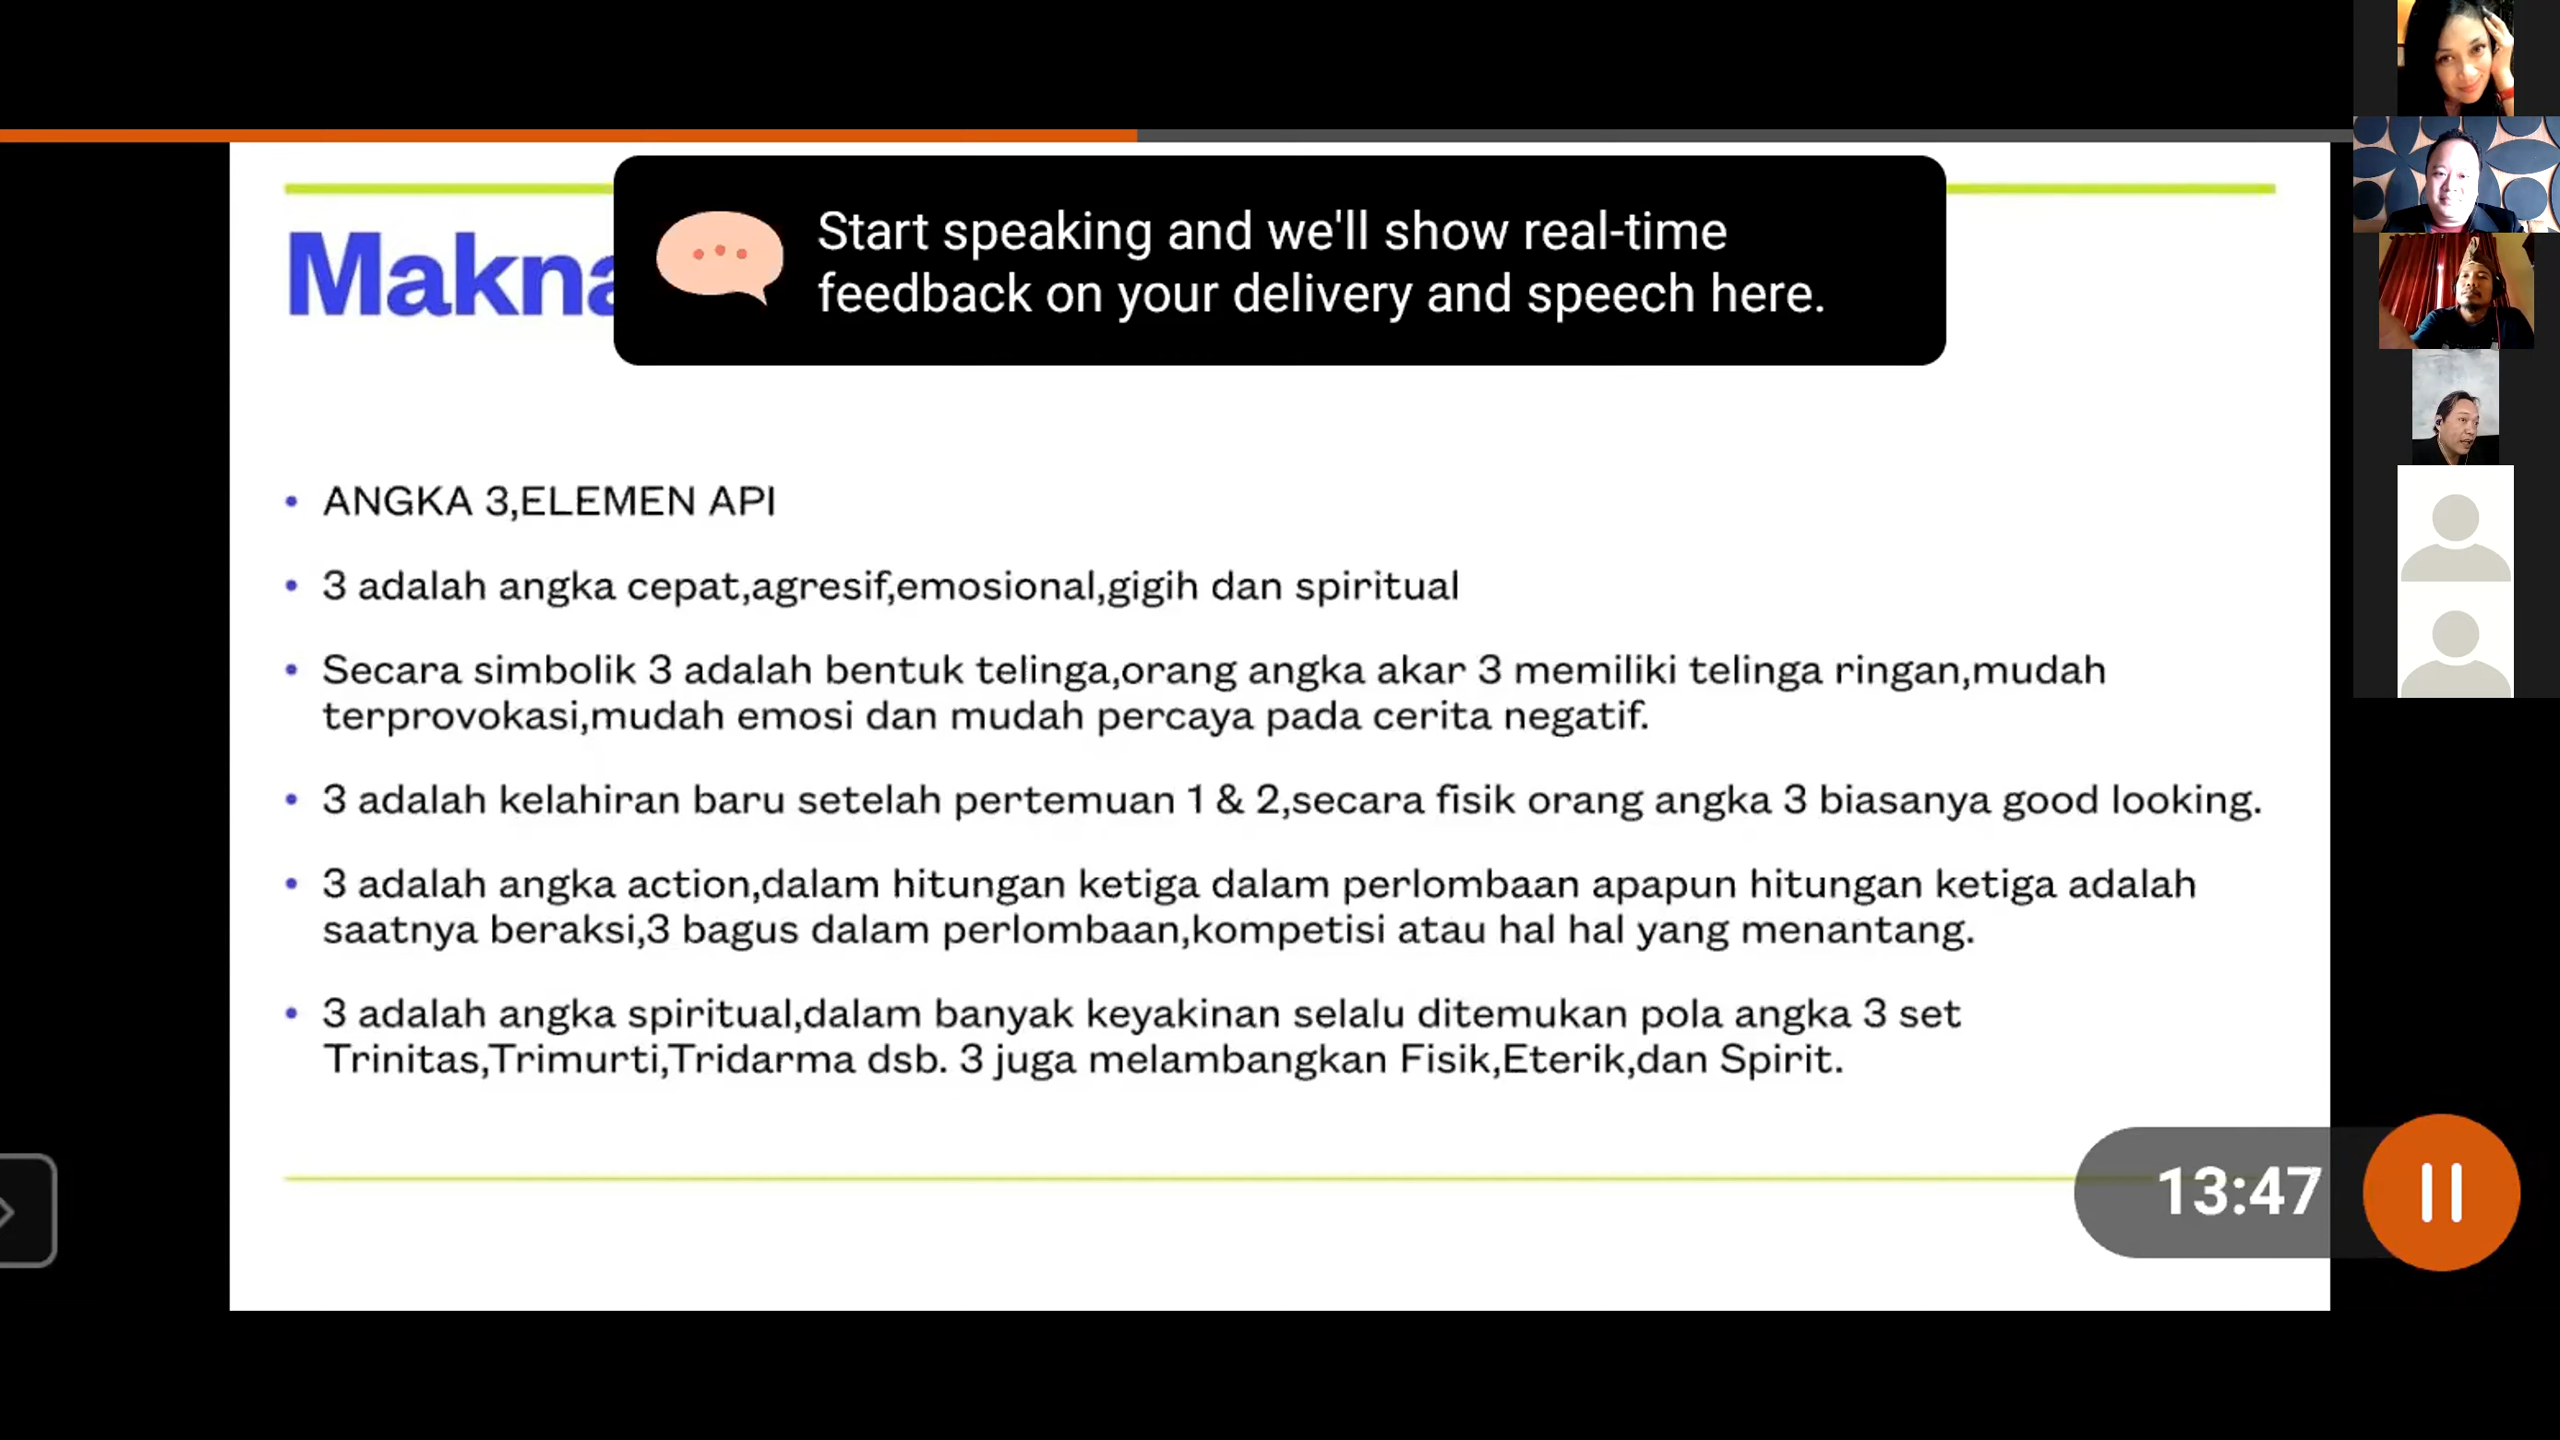 Makna
Start speaking and we'll show real-time
feedback on your delivery and speech here.
• ANGKA 3,ELEMEN API
• 3 adalah angka cepat,agresif,emosional,gigih dan spiritual
• Secara simbolik 3 adalah bentuk telinga,orang angka akar 3 memiliki telinga ringan,mudah
terprovokasi,mudah emosi dan mudah percaya pada cerita negatif.
• 3 adalah kelahiran baru setelah pertemuan 1 & 2,secara fisik orang angka 3 biasanya good looking.
• 3 adalah angka action,dalam hitungan ketiga dalam perlombaan apapun hitungan ketiga adalah
saatnya beraksi,3 bagus dalam perlombaan,kompetisi atau hal hal yang menantang.
• 3 adalah angka spiritual,dalam banyak keyakinan selalu ditemukan pola angka 3 set
Trinitas,Trimurti,Tridarma dsb. 3 juga melambangkan Fisik,Eterik,dan Spirit.
13:47